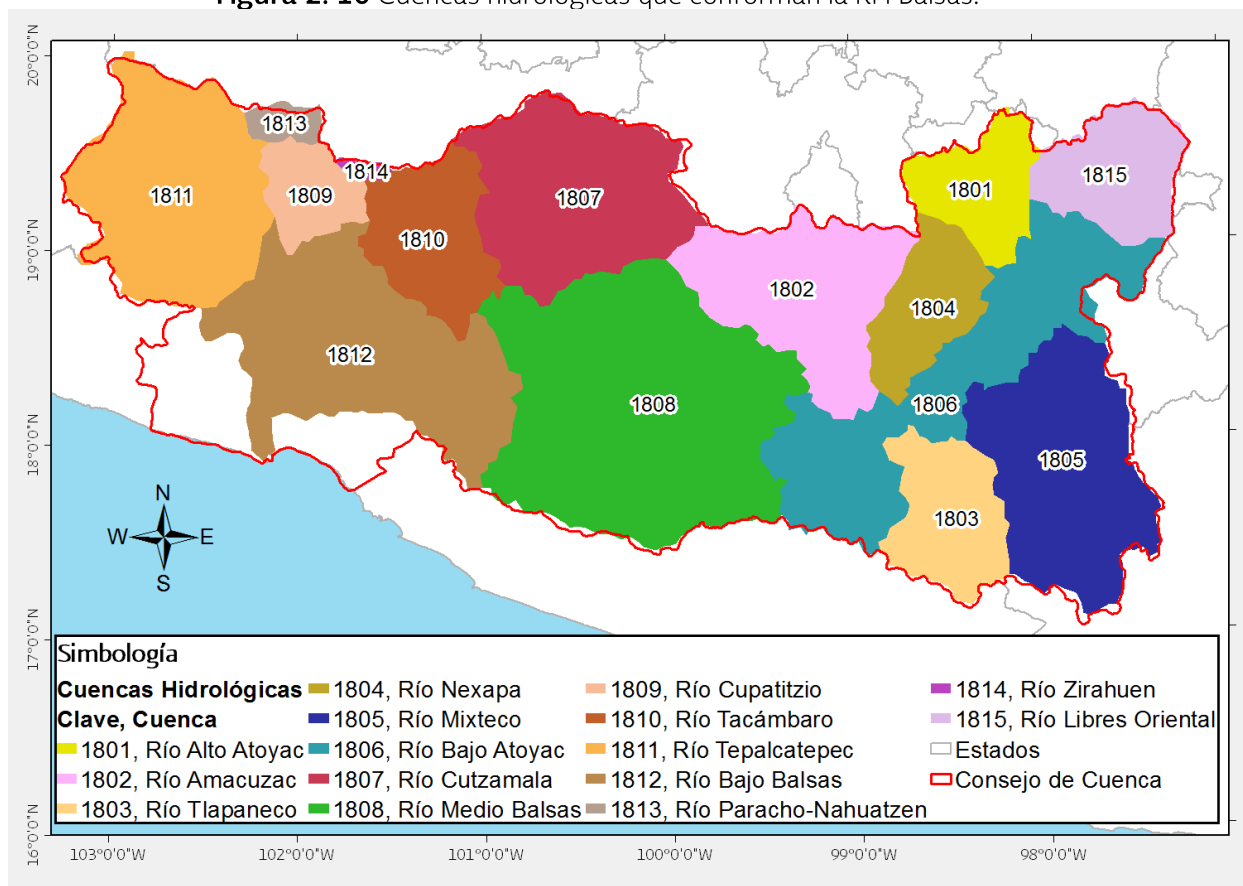 Figura 2. 10 Cuencas hidrológicas que conforman la RH Balsas.
20°0'0"N
19°0'0"N
18°0'0"N
17°0'0"N
16°0'0"N
1813
1814
1811
1809
1807
1801
1815
1810
1802
1804
1812
1808
1806
1805
1803
N
W E
S
Simbología
Cuencas Hidrológicas
Clave, Cuenca
1801, Río Alto Atoyac
1802, Río Amacuzac
1803, Río Tlapaneco
1804, Río Nexapa
1805, Río Mixteco
1806, Río Bajo Atoyac
1807, Río Cutzamala
1808, Río Medio Balsas
1809, Río Cupatitzio
1810, Río Tacámbaro
1811, Río Tepalcatepec
1812, Río Bajo Balsas
1813, Río Paracho-Nahuatzen
1814, Río Zirahuen
1815, Río Libres Oriental
Estados
Consejo de Cuenca
103°0'0"W 102°0'0"W 101°0'0"W 100°0'0"W 99°0'0"W 98°0'0"W